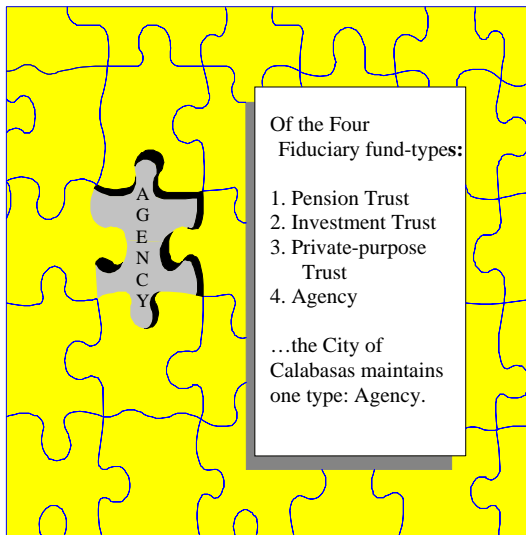 AGENCY
Of the Four
Fiduciary fund-types:
1. Pension Trust
2. Investment Trust
3. Private-purpose
Trust
4. Agency
…the City of
Calabasas maintains
one type: Agency.